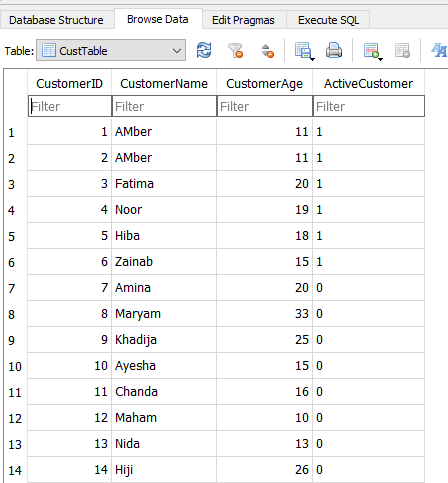 Database Structure Browse Data Edit Pragmas Execute SQL
Table: CustTable
CustomerID CustomerName CustomerAge ActiveCustomer
Filter Filter Filter Filter
1 1 AMber 11 1
2 2 AMber 11 1
3 3 Fatima 20 1
4 4 Noor 19 1
5 5 Hiba 18 1
6 6 Zainab 15 1
7 7 Amina 20 0
8 8 Maryam 33 0
9 9 Khadija 25 0
10 10 Ayesha 15 0
11 11 Chanda 16 0
12 12 Maham 10 0
13 13 Nida 13 0
14 14 Hiji 26 0